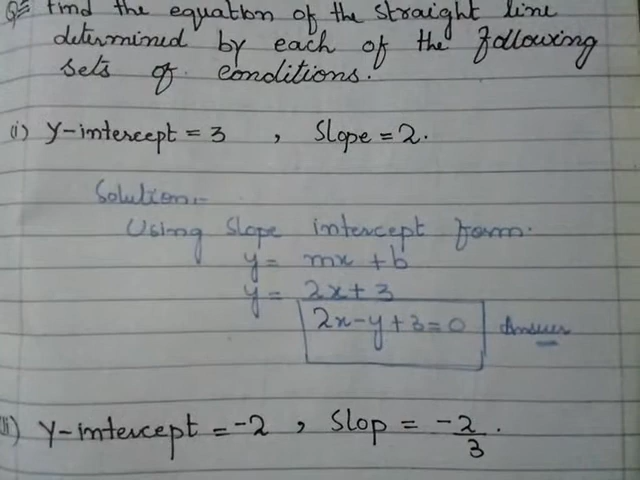 Q= Find the equation of the straight line
determined by each of the following
sets of conditions.
(i) Y-intercept = 3 , Slope = 2.
Solution:-
Using Slope intercept form.
y = mx + b
y = 2x + 3
2x - y + 3 = 0 Answer
(ii) Y-intercept = -2 , Slop = -2/3.